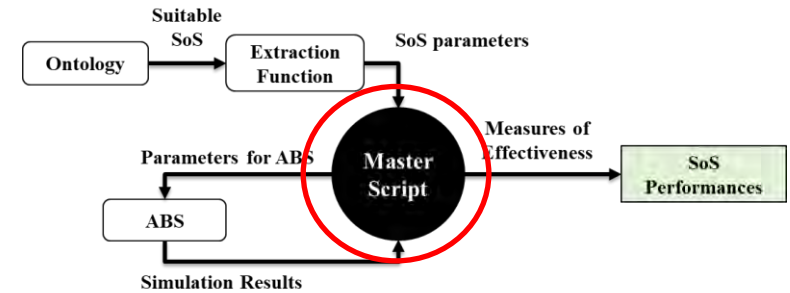 Suitable
SoS
Ontology
Extraction
Function
SoS parameters
Parameters for ABS
Master
Script
Measures of
Effectiveness
SoS
Performances
ABS
Simulation Results